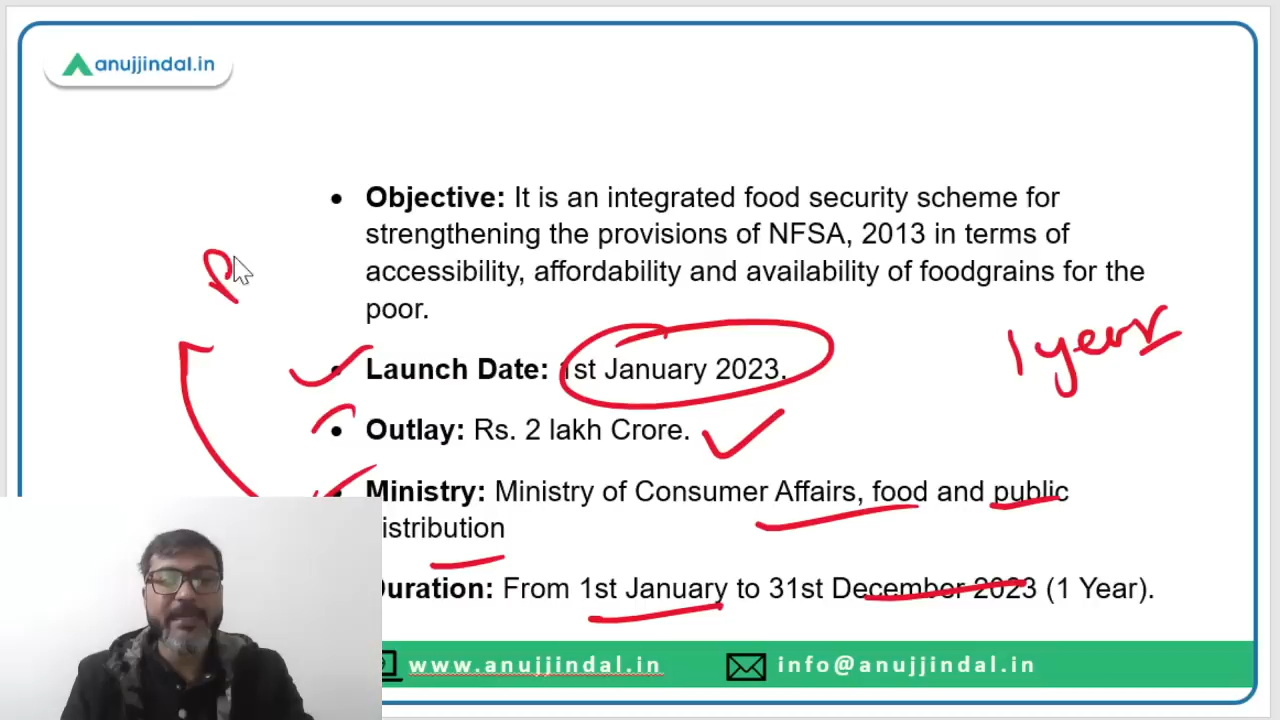 anujjindal.in
• Objective: It is an integrated food security scheme for
strengthening the provisions of NFSA, 2013 in terms of
accessibility, affordability and availability of foodgrains for the
poor.
1 year
• Launch Date: 1st January 2023.
• Outlay: Rs. 2 lakh Crore.
• Ministry: Ministry of Consumer Affairs, food and public
istribution
Duration: From 1st January to 31st December 2023 (1 Year).
www.anujjindal.in
info@anujjindal.in